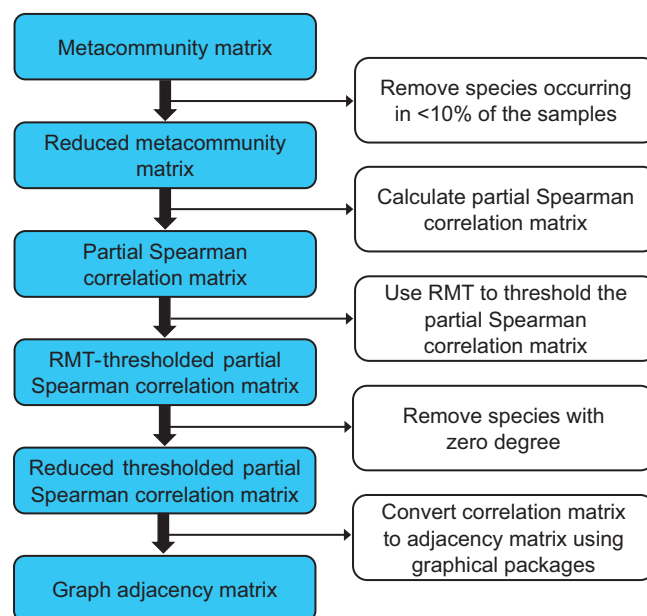 Metacommunity matrix
Remove species occurring
in <10% of the samples
Reduced metacommunity
matrix
Calculate partial Spearman
correlation matrix
Partial Spearman
correlation matrix
Use RMT to threshold the
partial Spearman
correlation matrix
RMT-thresholded partial
Spearman correlation matrix
Remove species with
zero degree
Reduced thresholded partial
Spearman correlation matrix
Convert correlation matrix
to adjacency matrix using
graphical packages
Graph adjacency matrix